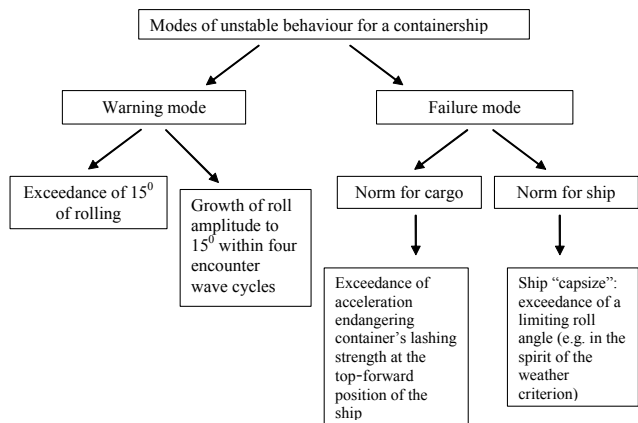 Modes of unstable behaviour for a containership
Warning mode
Failure mode
Exceedance of 15⁰
of rolling
Growth of roll
amplitude to
15⁰ within four
encounter
wave cycles
Norm for cargo
Norm for ship
Exceedance of
acceleration
endangering
container’s lashing
strength at the
top-forward
position of the
ship
Ship “capsize”:
exceedance of a
limiting roll
angle (e.g. in the
spirit of the
weather
criterion)